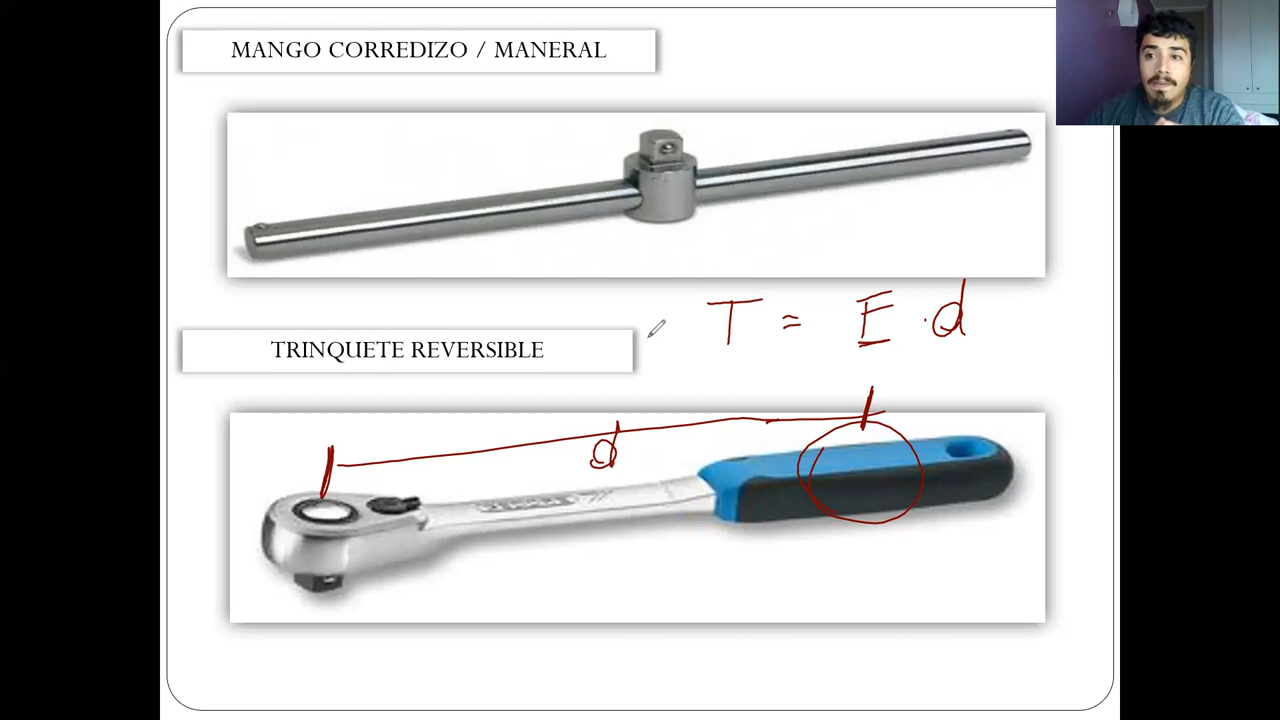 MANGO CORREDIZO / MANERAL
T = F . d
TRINQUETE REVERSIBLE
d